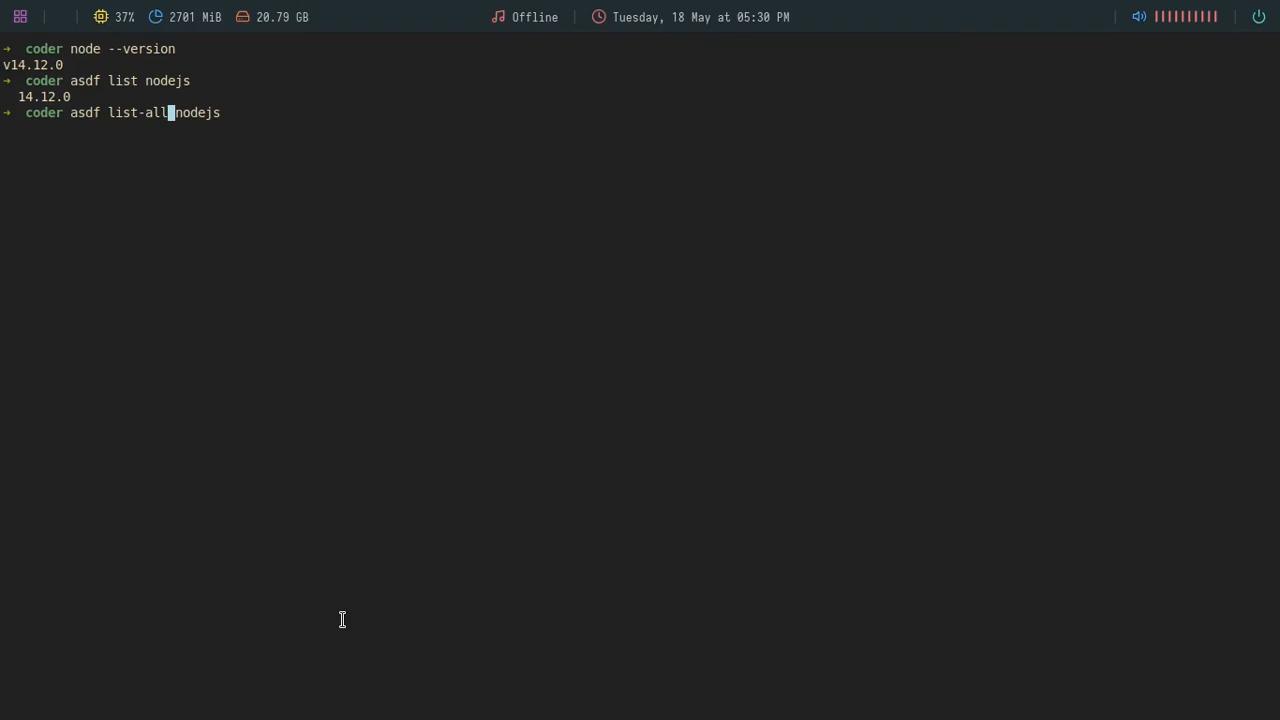 37% 2701 MiB 20.79 GB Offline Tuesday, 18 May at 05:30 PM
➜ coder node --version
v14.12.0
➜ coder asdf list nodejs
14.12.0
➜ coder asdf list-all nodejs